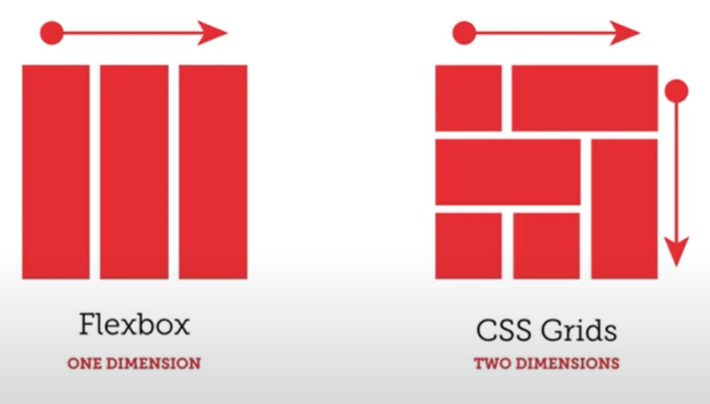 Flexbox
ONE DIMENSION
CSS Grids
TWO DIMENSIONS